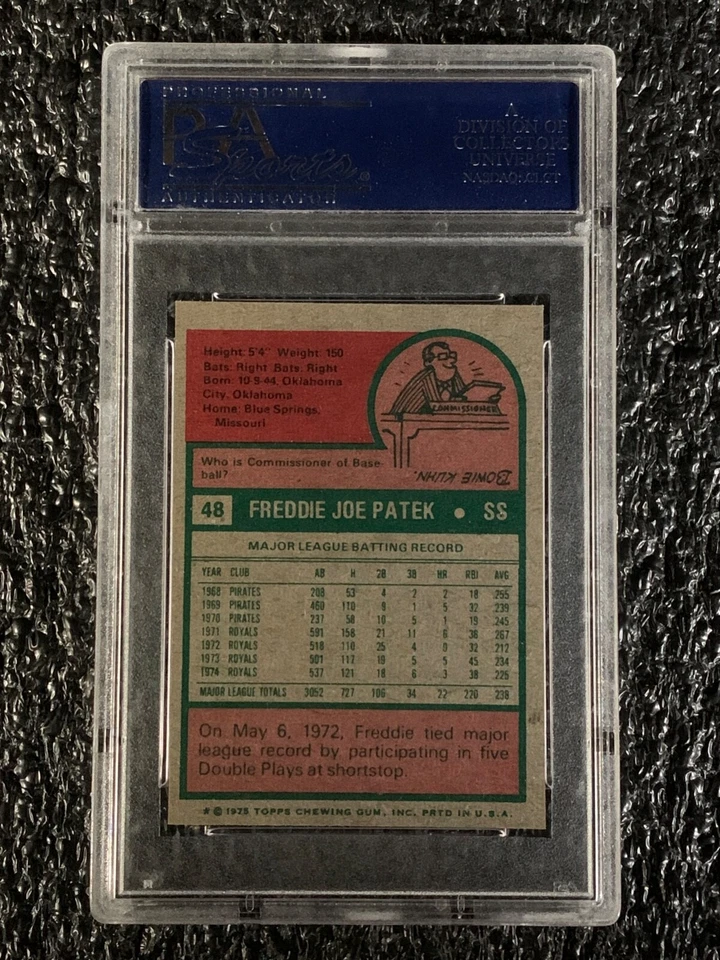 PROFESSIONAL
PSA
Sports
AUTHENTICATOR
A
DIVISION OF
COLLECTORS
UNIVERSE
NASDAQ: CLCT
Height: 5'4" Weight: 150
Bats: Right Bats: Right
Born: 10-9-44, Oklahoma
City, Oklahoma
Home: Blue Springs,
Missouri
COMMISSIONER
Who is Commissioner of Base-
ball?
BOWIE KUHN.
48 FREDDIE JOE PATEK • SS
MAJOR LEAGUE BATTING RECORD
YEAR CLUB AB H 2B 3B HR RBI AVG
1968 PIRATES 208 53 4 2 2 18 .255
1969 PIRATES 460 110 9 1 5 32 .239
1970 PIRATES 237 58 10 5 1 19 .245
1971 ROYALS 591 158 21 11 6 36 .267
1972 ROYALS 518 110 25 4 0 32 .212
1973 ROYALS 501 117 19 5 5 45 .234
1974 ROYALS 537 121 18 6 3 38 .225
MAJOR LEAGUE TOTALS 3052 727 106 34 22 220 .238
On May 6, 1972, Freddie tied major
league record by participating in five
Double Plays at shortstop.
* © 1975 TOPPS CHEWING GUM, INC. PRTD IN U.S.A.